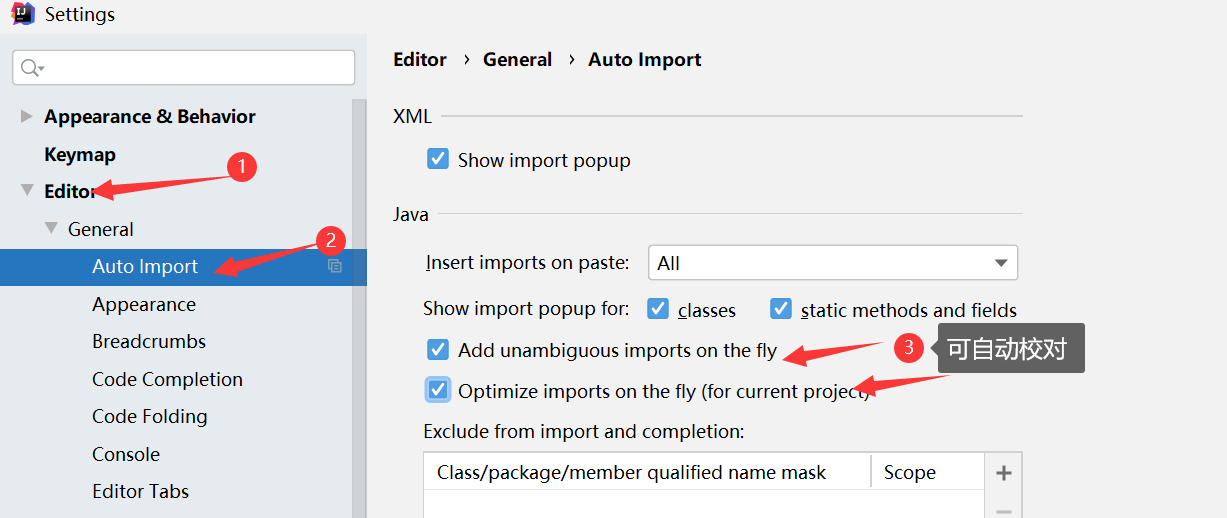 Settings
Editor › General › Auto Import
Appearance & Behavior
Keymap
Editor
1
General
Auto Import
2
Appearance
Breadcrumbs
Code Completion
Code Folding
Console
Editor Tabs
XML
Show import popup
Java
Insert imports on paste: All
Show import popup for: classes static methods and fields
Add unambiguous imports on the fly
3 可自动校对
Optimize imports on the fly (for current project)
Exclude from import and completion:
Class/package/member qualified name mask Scope